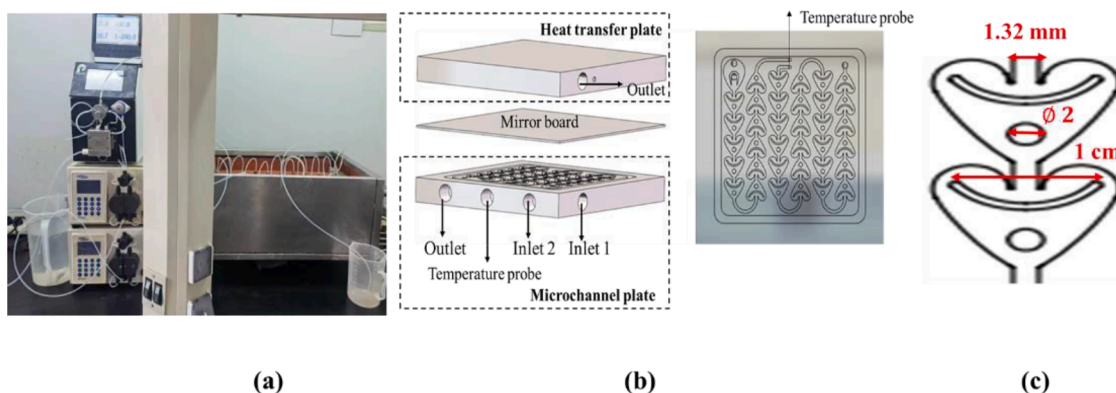 Heat transfer plate
Outlet
Mirror board
Outlet
Inlet 2
Inlet 1
Temperature probe
Microchannel plate
Temperature probe
1.32 mm
Ø 2
1 cm
(a)
(b)
(c)